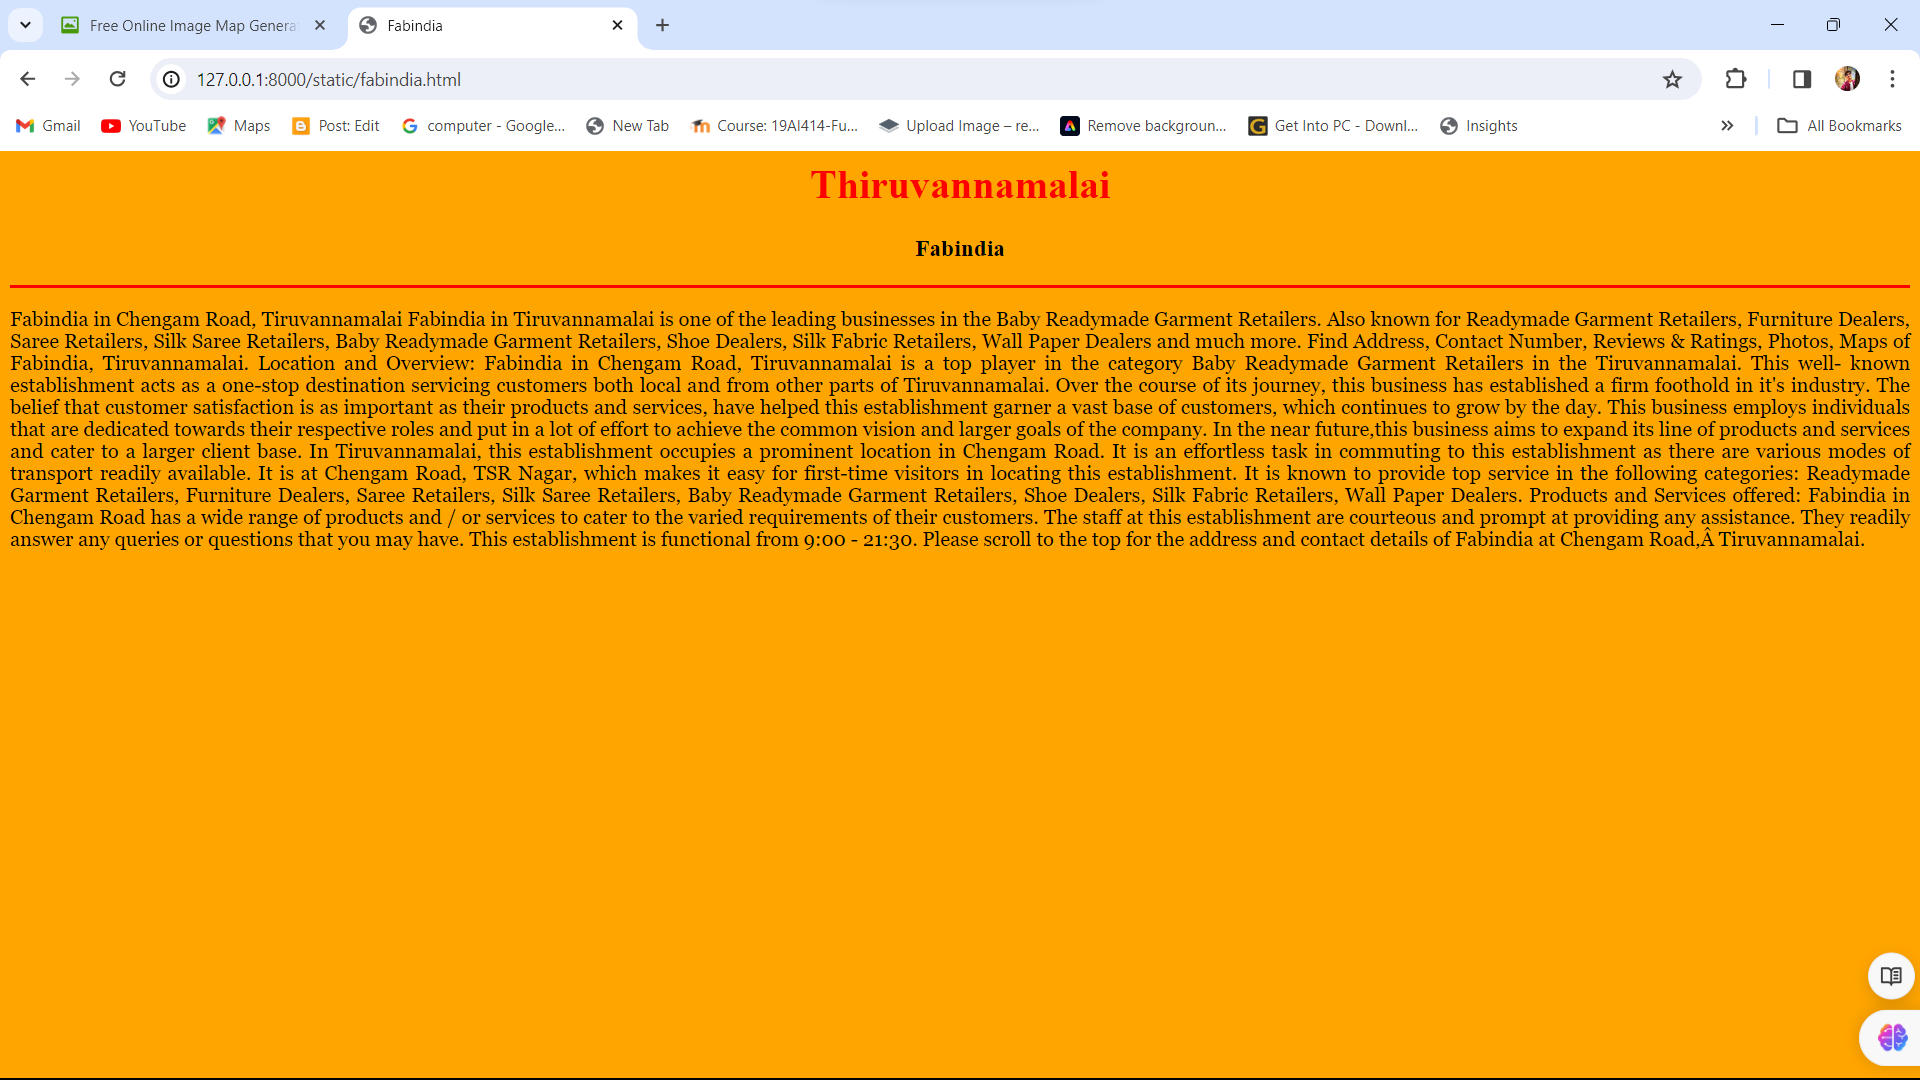 Free Online Image Map Genera
Fabindia
127.0.0.1:8000/static/fabindia.html
Gmail YouTube Maps Post: Edit computer - Google... New Tab Course: 19AI414-Fu... Upload Image – re... Remove backgroun... Get Into PC - Downl... Insights » All Bookmarks
Thiruvannamalai
Fabindia
Fabindia in Chengam Road, Tiruvannamalai Fabindia in Tiruvannamalai is one of the leading businesses in the Baby Readymade Garment Retailers. Also known for Readymade Garment Retailers, Furniture Dealers,
Saree Retailers, Silk Saree Retailers, Baby Readymade Garment Retailers, Shoe Dealers, Silk Fabric Retailers, Wall Paper Dealers and much more. Find Address, Contact Number, Reviews & Ratings, Photos, Maps of
Fabindia, Tiruvannamalai. Location and Overview: Fabindia in Chengam Road, Tiruvannamalai is a top player in the category Baby Readymade Garment Retailers in the Tiruvannamalai. This well- known
establishment acts as a one-stop destination servicing customers both local and from other parts of Tiruvannamalai. Over the course of its journey, this business has established a firm foothold in it's industry. The
belief that customer satisfaction is as important as their products and services, have helped this establishment garner a vast base of customers, which continues to grow by the day. This business employs individuals
that are dedicated towards their respective roles and put in a lot of effort to achieve the common vision and larger goals of the company. In the near future,this business aims to expand its line of products and services
and cater to a larger client base. In Tiruvannamalai, this establishment occupies a prominent location in Chengam Road. It is an effortless task in commuting to this establishment as there are various modes of
transport readily available. It is at Chengam Road, TSR Nagar, which makes it easy for first-time visitors in locating this establishment. It is known to provide top service in the following categories: Readymade
Garment Retailers, Furniture Dealers, Saree Retailers, Silk Saree Retailers, Baby Readymade Garment Retailers, Shoe Dealers, Silk Fabric Retailers, Wall Paper Dealers. Products and Services offered: Fabindia in
Chengam Road has a wide range of products and / or services to cater to the varied requirements of their customers. The staff at this establishment are courteous and prompt at providing any assistance. They readily
answer any queries or questions that you may have. This establishment is functional from 9:00 - 21:30. Please scroll to the top for the address and contact details of Fabindia at Chengam Road,Â Tiruvannamalai.